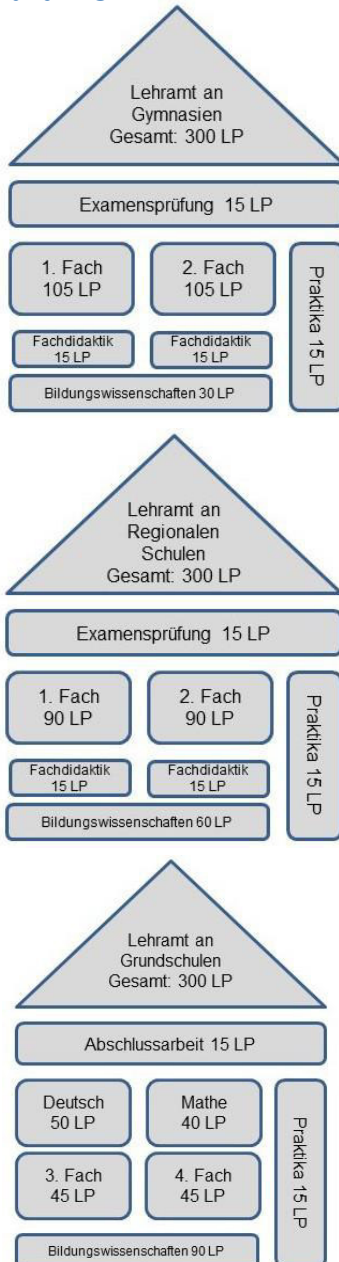 Lehramt an
Gymnasien
Gesamt: 300 LP
Examensprüfung 15 LP
1. Fach
105 LP
2. Fach
105 LP
Praktika 15 LP
Fachdidaktik
15 LP
Fachdidaktik
15 LP
Bildungswissenschaften 30 LP
Lehramt an
Regionalen
Schulen
Gesamt: 300 LP
Examensprüfung 15 LP
1. Fach
90 LP
2. Fach
90 LP
Praktika 15 LP
Fachdidaktik
15 LP
Fachdidaktik
15 LP
Bildungswissenschaften 60 LP
Lehramt an
Grundschulen
Gesamt: 300 LP
Abschlussarbeit 15 LP
Deutsch
50 LP
Mathe
40 LP
Praktika 15 LP
3. Fach
45 LP
4. Fach
45 LP
Bildungswissenschaften 90 LP